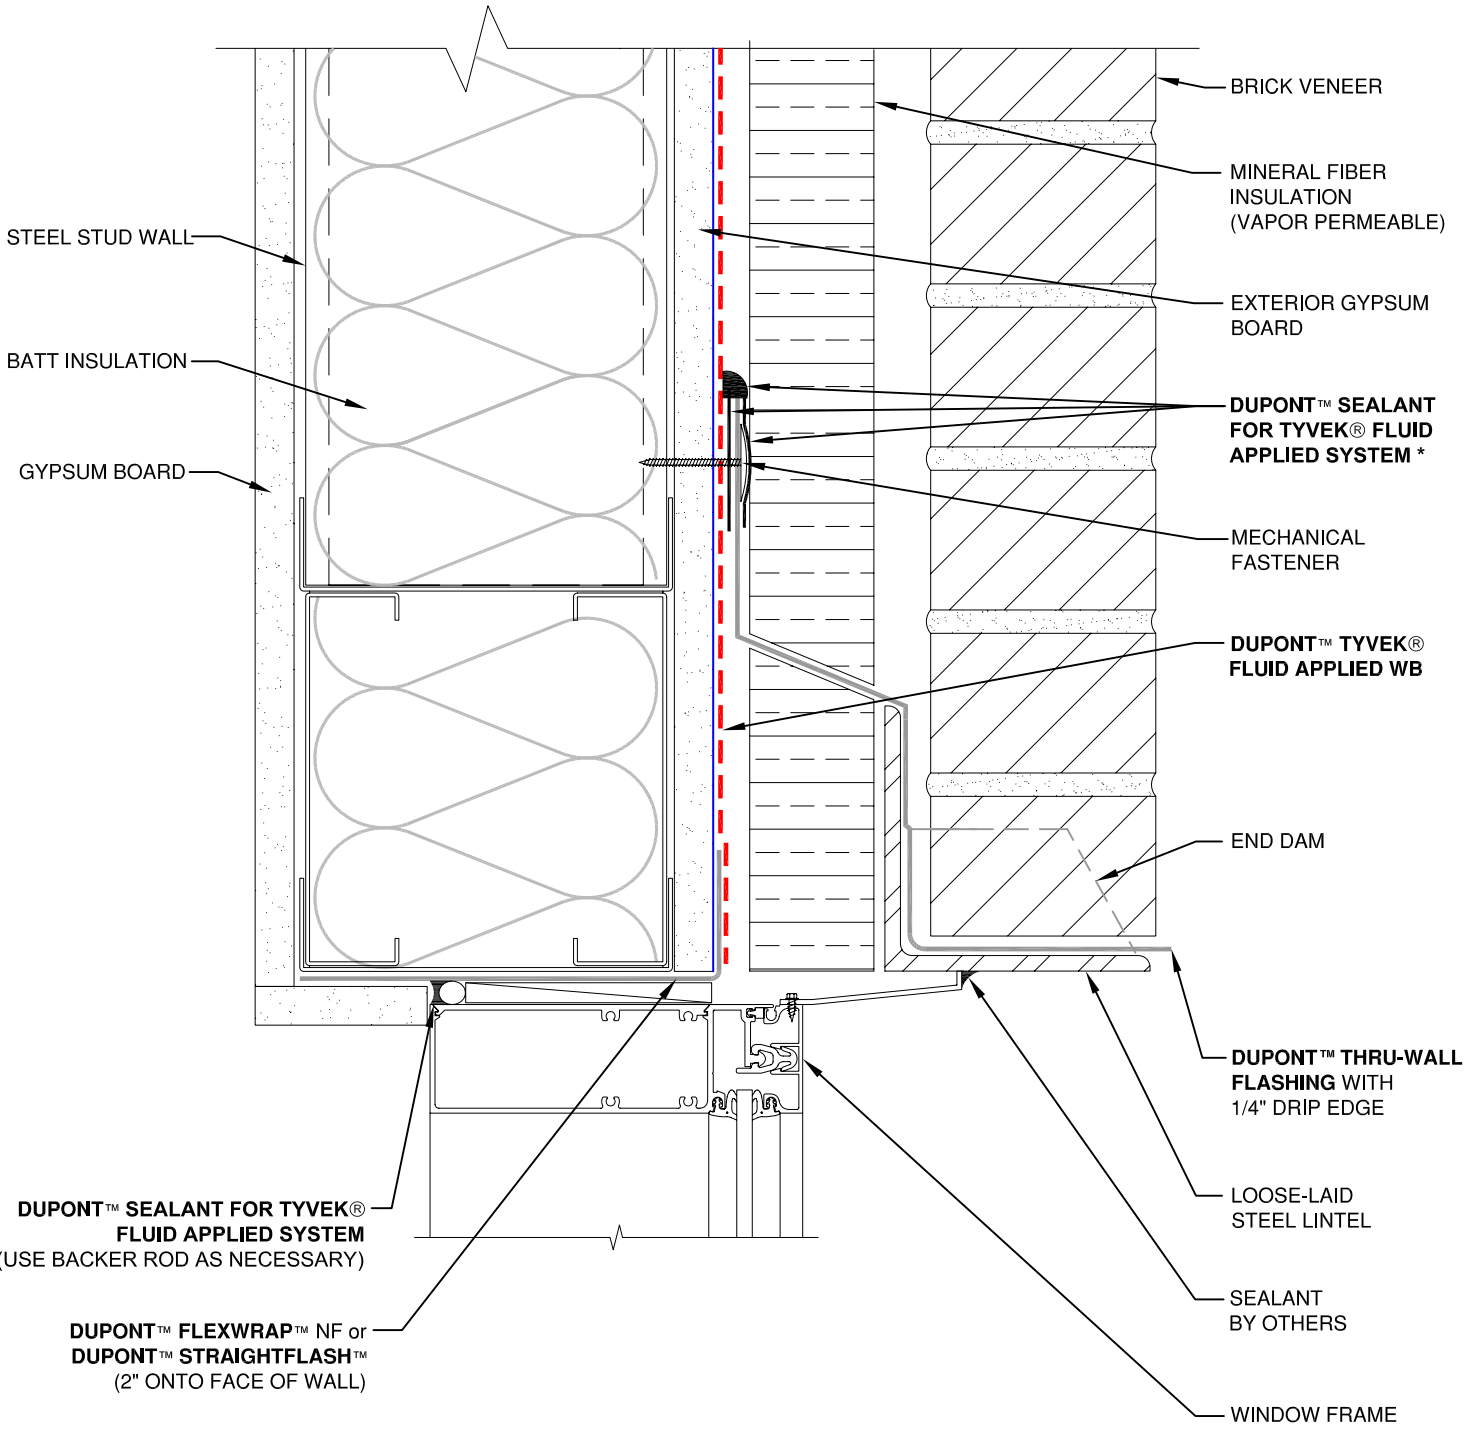 STEEL STUD WALL
BATT INSULATION
GYPSUM BOARD
BRICK VENEER
MINERAL FIBER
INSULATION
(VAPOR PERMEABLE)
EXTERIOR GYPSUM
BOARD
DUPONT™ SEALANT
FOR TYVEK® FLUID
APPLIED SYSTEM *
MECHANICAL
FASTENER
DUPONT™ TYVEK®
FLUID APPLIED WB
END DAM
DUPONT™ THRU-WALL
FLASHING WITH
1/4" DRIP EDGE
LOOSE-LAID
STEEL LINTEL
SEALANT
BY OTHERS
WINDOW FRAME
DUPONT™ SEALANT FOR TYVEK®
FLUID APPLIED SYSTEM
(USE BACKER ROD AS NECESSARY)
DUPONT™ FLEXWRAP™ NF or
DUPONT™ STRAIGHTFLASH™
(2" ONTO FACE OF WALL)